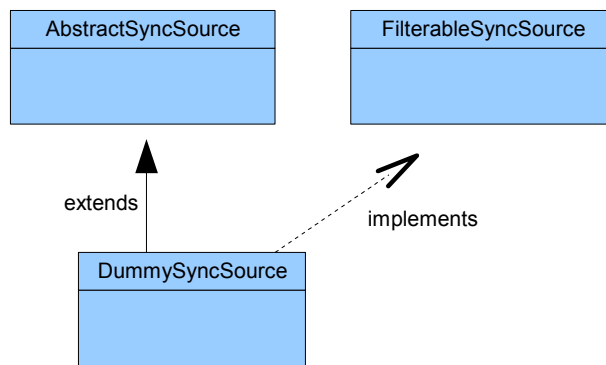 AbstractSyncSource
FilterableSyncSource
extends
implements
DummySyncSource